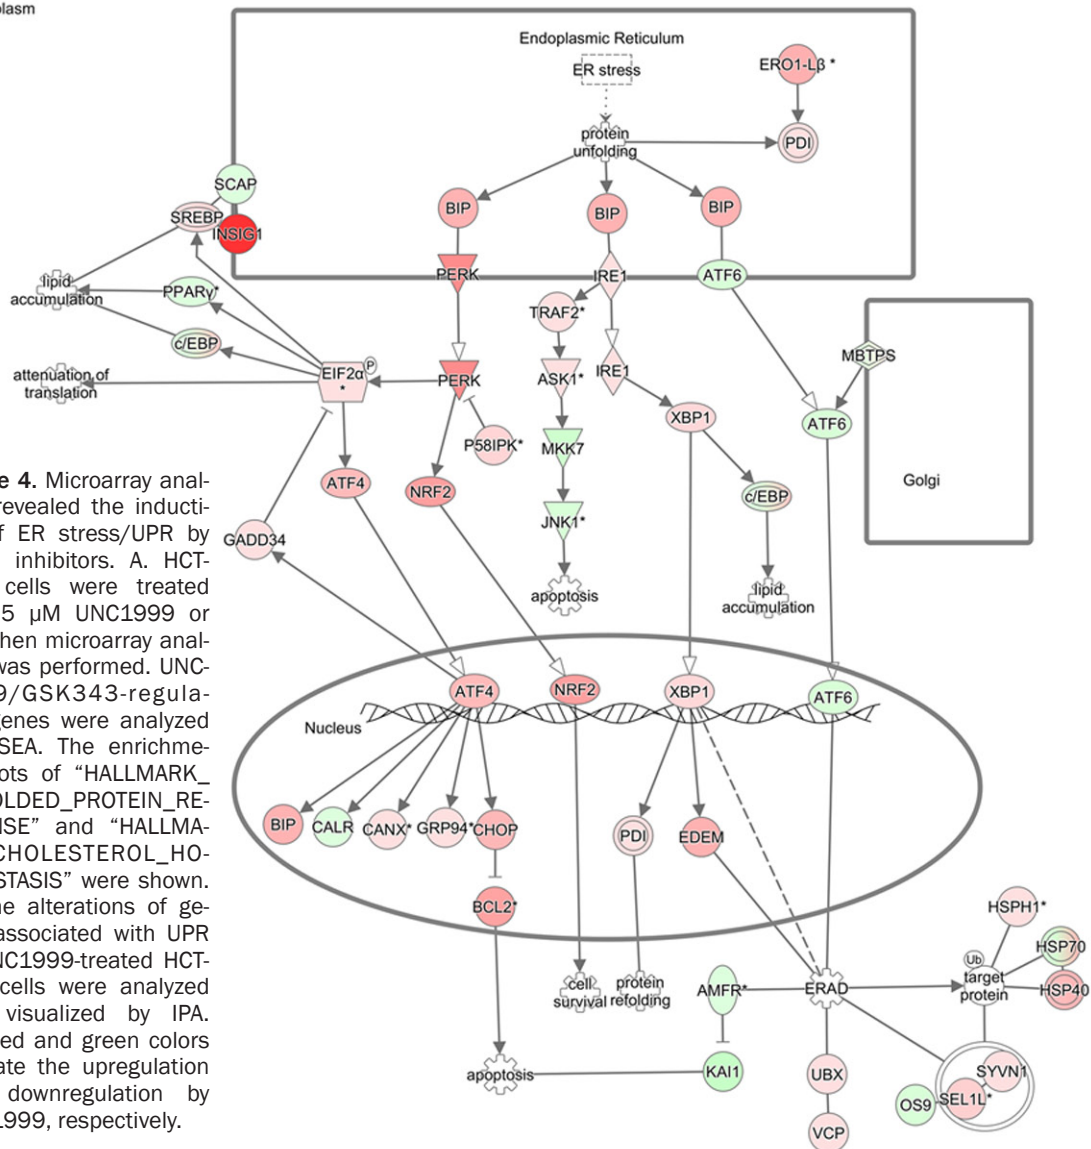 plasm
Endoplasmic Reticulum
ER stress
ERO1-Lβ *
protein
unfolding
PDI
SCAP
SREBP
INSIG1
BIP
BIP
BIP
PERK
IRE1
ATF6
lipid
accumulation
PPARγ*
TRAF2*
c/EBP
MBTPS
attenuation of
translation
EIF2α
*
P
PERK
ASK1*
IRE1
P58IPK*
XBP1
ATF6
MKK7
Golgi
ATF4
NRF2
c/EBP
JNK1*
GADD34
apoptosis
lipid
accumulation
e 4. Microarray anal-
revealed the inducti-
f ER stress/UPR by
inhibitors. A. HCT-
cells were treated
5 µM UNC1999 or
hen microarray anal-
was performed. UNC-
9/GSK343-regula-
genes were analyzed
SEA. The enrichme-
ots of “HALLMARK_
OLDED_PROTEIN_RE-
NSE” and “HALLMA-
CHOLESTEROL_HO-
STASIS” were shown.
ne alterations of ge-
associated with UPR
NC1999-treated HCT-
cells were analyzed
visualized by IPA.
ed and green colors
ate the upregulation
downregulation by
1999, respectively.
ATF4
NRF2
XBP1
ATF6
Nucleus
BIP
CALR
CANX*
GRP94*
CHOP
PDI
EDEM
BCL2*
HSPH1*
HSP70
Ub
target
protein
HSP40
cell
survival
protein
refolding
AMFR*
ERAD
apoptosis
KAI1
UBX
SYVN1
OS9
SEL1L*
VCP